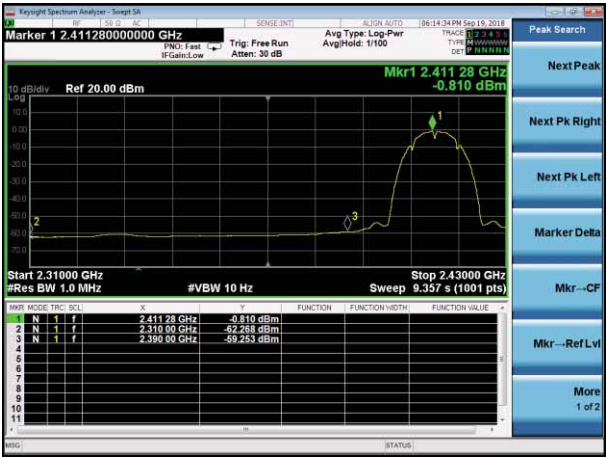 Keysight Spectrum Analyzer - Swept SA
RF 50 Ω AC SENSE:INT ALIGN AUTO 06:14:34 PM Sep 19, 2018
Marker 1 2.411280000000 GHz
PNO: Fast
IFGain:Low
Trig: Free Run
Atten: 30 dB
Avg Type: Log-Pwr
Avg|Hold: 1/100
TRACE 1 2 3 4 5 6
TYPE M W W W W W
DET P N N N N N
Peak Search
Mkr1 2.411 28 GHz
-0.810 dBm
10 dB/div Ref 20.00 dBm
Log
10.0
0.00
-10.0
-20.0
-30.0
-40.0
-50.0
-60.0
-70.0
1
2
3
Start 2.31000 GHz
Stop 2.43000 GHz
#Res BW 1.0 MHz
#VBW 10 Hz
Sweep 9.357 s (1001 pts)
MKR MODE TRC SCL X Y FUNCTION FUNCTION WIDTH FUNCTION VALUE
1 N 1 f 2.411 28 GHz -0.810 dBm
2 N 1 f 2.310 00 GHz -62.268 dBm
3 N 1 f 2.390 00 GHz -59.253 dBm
4
5
6
7
8
9
10
11
MSG
STATUS
Next Peak
Next Pk Right
Next Pk Left
Marker Delta
Mkr→CF
Mkr→Ref Lvl
More
1 of 2